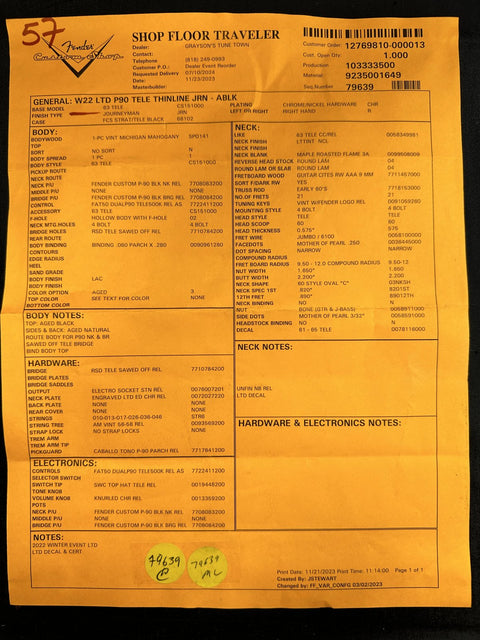 57
Fender
Custom Shop
SHOP FLOOR TRAVELER
Dealer: GRAYSON'S TUNE TOWN
Contact:
Telephone (818) 249-0993
Customer P.O.: Dealer Event Reorder
Requested Delivery 07/10/2024
Date 11/23/2023
Masterbuilder:
Customer Order: 12769810-000013
Cust. Open Qty: 1.000
Production 103333500
Material 9235001649
Serial Number 79639
GENERAL: W22 LTD P90 TELE THINLINE JRN - ABLK
BASE MODEL 63 TELE CS151000
FINISH TYPE JOURNEYMAN R
CASE FCS STRAT/TELE BLACK 68102
PLATING CHROME/NICKEL HARDWARE CHR
LEFT OR RIGHT RIGHT HAND R
BODY:
BODYWOOD 1-PC VINT MICHIGAN MAHOGANY SPO141
TOP
SORT NO SORT N
BODY SPREAD 1 PC 1
BODY STYLE 63 TELE CS151000
PICKUP ROUTE
NECK ROUTE
NECK P/U FENDER CUSTOM P-90 BLK NK REL 7708083200
MIDDLE P/U NONE NONE
BRIDGE P/U FENDER CUSTOM P-90 BLK BRG REL 7708084200
CONTROL FAT50 DUALP90 TELE500K REL AS 7722411200
ACCESSORY 63 TELE CS151000
F-HOLE HOLLOW BODY WITH F-HOLE 02
NECK MTG.HOLES 4 BOLT 4 BOLT
BRIDGE HOLES RSD TELE SAWED OFF REL 7710784200
REAR ROUTE
BODY BINDING BINDING .060 PARCH X .280 0090961280
CONTOURS
EDGE RADIUS
HEEL
SAND GRADE
BODY FINISH LAC
BODY FINISH
COLOR OPTION AGED 3
TOP COLOR SEE TEXT FOR COLOR NONE
BOTTOM COLOR
BODY NOTES:
TOP: AGED BLACK
SIDES & BACK: AGED NATURAL
ROUTE BODY FOR P90 NK & BR
SAWED OFF TELE BRIDGE
BIND BODY TOP
HARDWARE:
BRIDGE RSD TELE SAWED OFF REL 7710784200
BRIDGE PLATES
BRIDGE SADDLES
OUTPUT ELECTRO SOCKET STN REL 0076007201
NECK PLATE ENGRAVED LTD ED CHR REL 0072027220
BACK PLATE NONE NONE
REAR COVER NONE NONE
STRINGS 010-013-017-026-036-046 STR6
STRING TREE AM VINT 56-58 REL 0093569200
STRAP LOCK NO STRAP LOCKS NONE
TREM ARM
TREM ARM TIP
PICKGUARD CABALLO TONO P-90 PARCH REL 7717841200
ELECTRONICS:
CONTROLS FAT50 DUALP90 TELE500K REL AS 7722411200
SELECTOR SWITCH
SWITCH TIP SWC TOP HAT TELE REL 0019448200
TONE KNOB
VOLUME KNOB KNURLED CHR REL 0013359200
POTS
NECK P/U FENDER CUSTOM P-90 BLK NK REL 7708083200
MIDDLE P/U NONE NONE
BRIDGE P/U FENDER CUSTOM P-90 BLK BRG REL 7708084200
NECK:
LIKE 63 TELE CC/REL 0058349981
NECK FINISH LTTINT NCL
NECK FINISH
NECK BLANK MAPLE ROASTED FLAME 3A 0099608009
REVERSE HEAD STOCK ROUND LAM 04
ROUND LAM OR SLAB ROUND LAM 04
FRETBOARD WOOD GUITAR CITES RW AAA 9 MM 7711467000
SORT F/DARK RW YES
TRUSS ROD EARLY 60'S 7718153000
NO.OF FRETS 21 21
TUNING KEYS VINT W/FENDER LOGO REL 0091059260
MOUNTING STYLE 4 BOLT 4 BOLT
HEAD STYLE TELE TELE
HEAD SCOOP 60 60
HEAD THICKNESS 0.575" 575
FRET WIRE JUMBO / 6100 0058100000
FACEDOTS MOTHER OF PEARL .250 0038445000
DOT SPACING NARROW NARROW
COMPOUND RADIUS
FRET BOARD RADIUS 9.50 - 12.0 COMPOUND RADIUS 9.50-12
NUT WIDTH 1.650" 1.650
BUTT WIDTH 2.200" 2.200
NECK SHAPE 60 STYLE OVAL "C" 03NKSH
NECK SPEC 1ST .820" 8201ST
12TH FRET .890" 89012TH
NECK BINDING NO N
NUT BONE (GTR & J-BASS) 0058911000
SIDE DOTS MOTHER OF PEARL 3/32" 0058591000
HEADSTOCK BINDING NO N
DECAL 61 - 66 TELE 0078116000
NECK NOTES:
UNFIN NB REL
LTD DECAL
HARDWARE & ELECTRONICS NOTES:
NOTES:
2022 WINTER EVENT LTD
LTD DECAL & CERT
79639
79639
Print Date: 11/21/2023 Print Time: 11:14:00 Page 1 of 1
Created By: JSTEWART
Changed by: FF_VAR_CONFG 03/02/2023